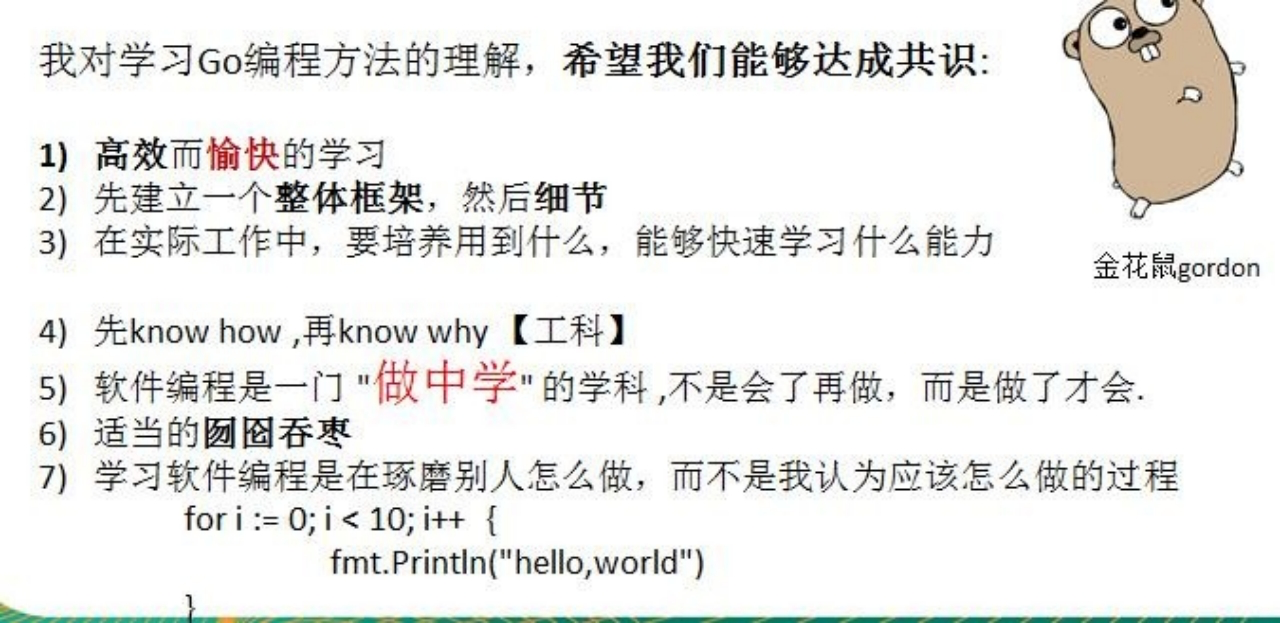 我对学习Go编程方法的理解，希望我们能够达成共识:
1) 高效而愉快的学习
2) 先建立一个整体框架，然后细节
3) 在实际工作中，要培养用到什么，能够快速学习什么能力
金花鼠gordon
4) 先know how ,再know why 【工科】
5) 软件编程是一门 "做中学" 的学科 ,不是会了再做，而是做了才会.
6) 适当的囫囵吞枣
7) 学习软件编程是在琢磨别人怎么做，而不是我认为应该怎么做的过程
for i := 0; i < 10; i++ {
fmt.Println("hello,world")
}